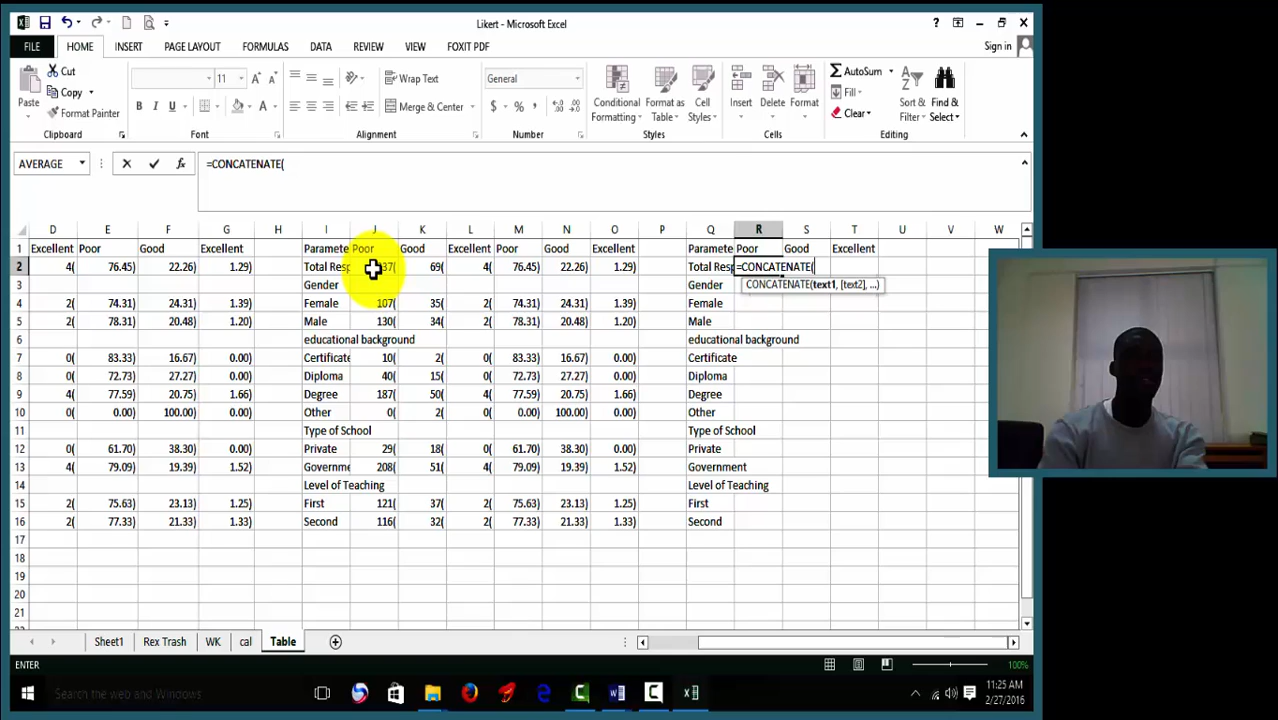 Likert - Microsoft Excel
?
FILE HOME INSERT PAGE LAYOUT FORMULAS DATA REVIEW VIEW FOXIT PDF Sign in
Cut
Copy
Format Painter
Paste
11
Wrap Text
Merge & Center
General
$ % ,
Conditional Formatting
Format as Table
Cell Styles
Insert
Delete
Format
AutoSum
Fill
Clear
Sort & Filter
Find & Select
Clipboard Font Alignment Number Styles Cells Editing
AVERAGE =CONCATENATE(
D E F G H I J K L M N O P Q R S T U V W
1 Excellent Poor Good Excellent Paramete Poor Good Excellent Poor Good Excellent Paramete Poor Good Excellent
2 4( 76.45) 22.26) 1.29) Total Resp 37( 69( 4( 76.45) 22.26) 1.29) Total Resp =CONCATENATE(
3 Gender Gender CONCATENATE(text1, [text2], ...)
4 2( 74.31) 24.31) 1.39) Female 107( 35( 2( 74.31) 24.31) 1.39) Female
5 2( 78.31) 20.48) 1.20) Male 130( 34( 2( 78.31) 20.48) 1.20) Male
6 educational background educational background
7 0( 83.33) 16.67) 0.00) Certificate 10( 2( 0( 83.33) 16.67) 0.00) Certificate
8 0( 72.73) 27.27) 0.00) Diploma 40( 15( 0( 72.73) 27.27) 0.00) Diploma
9 4( 77.59) 20.75) 1.66) Degree 187( 50( 4( 77.59) 20.75) 1.66) Degree
10 0( 0.00) 100.00) 0.00) Other 0( 2( 0( 0.00) 100.00) 0.00) Other
11 Type of School Type of School
12 0( 61.70) 38.30) 0.00) Private 29( 18( 0( 61.70) 38.30) 0.00) Private
13 4( 79.09) 19.39) 1.52) Governme 208( 51( 4( 79.09) 19.39) 1.52) Government
14 Level of Teaching Level of Teaching
15 2( 75.63) 23.13) 1.25) First 121( 37( 2( 75.63) 23.13) 1.25) First
16 2( 77.33) 21.33) 1.33) Second 116( 32( 2( 77.33) 21.33) 1.33) Second
17
18
19
20
21
Sheet1 Rex Trash WK cal Table
ENTER 100%
Search the web and Windows
11:25 AM
2/27/2016